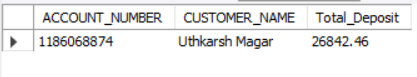 ACCOUNT_NUMBER CUSTOMER_NAME Total_Deposit
1186068874 Uthkarsh Magar 26842.46